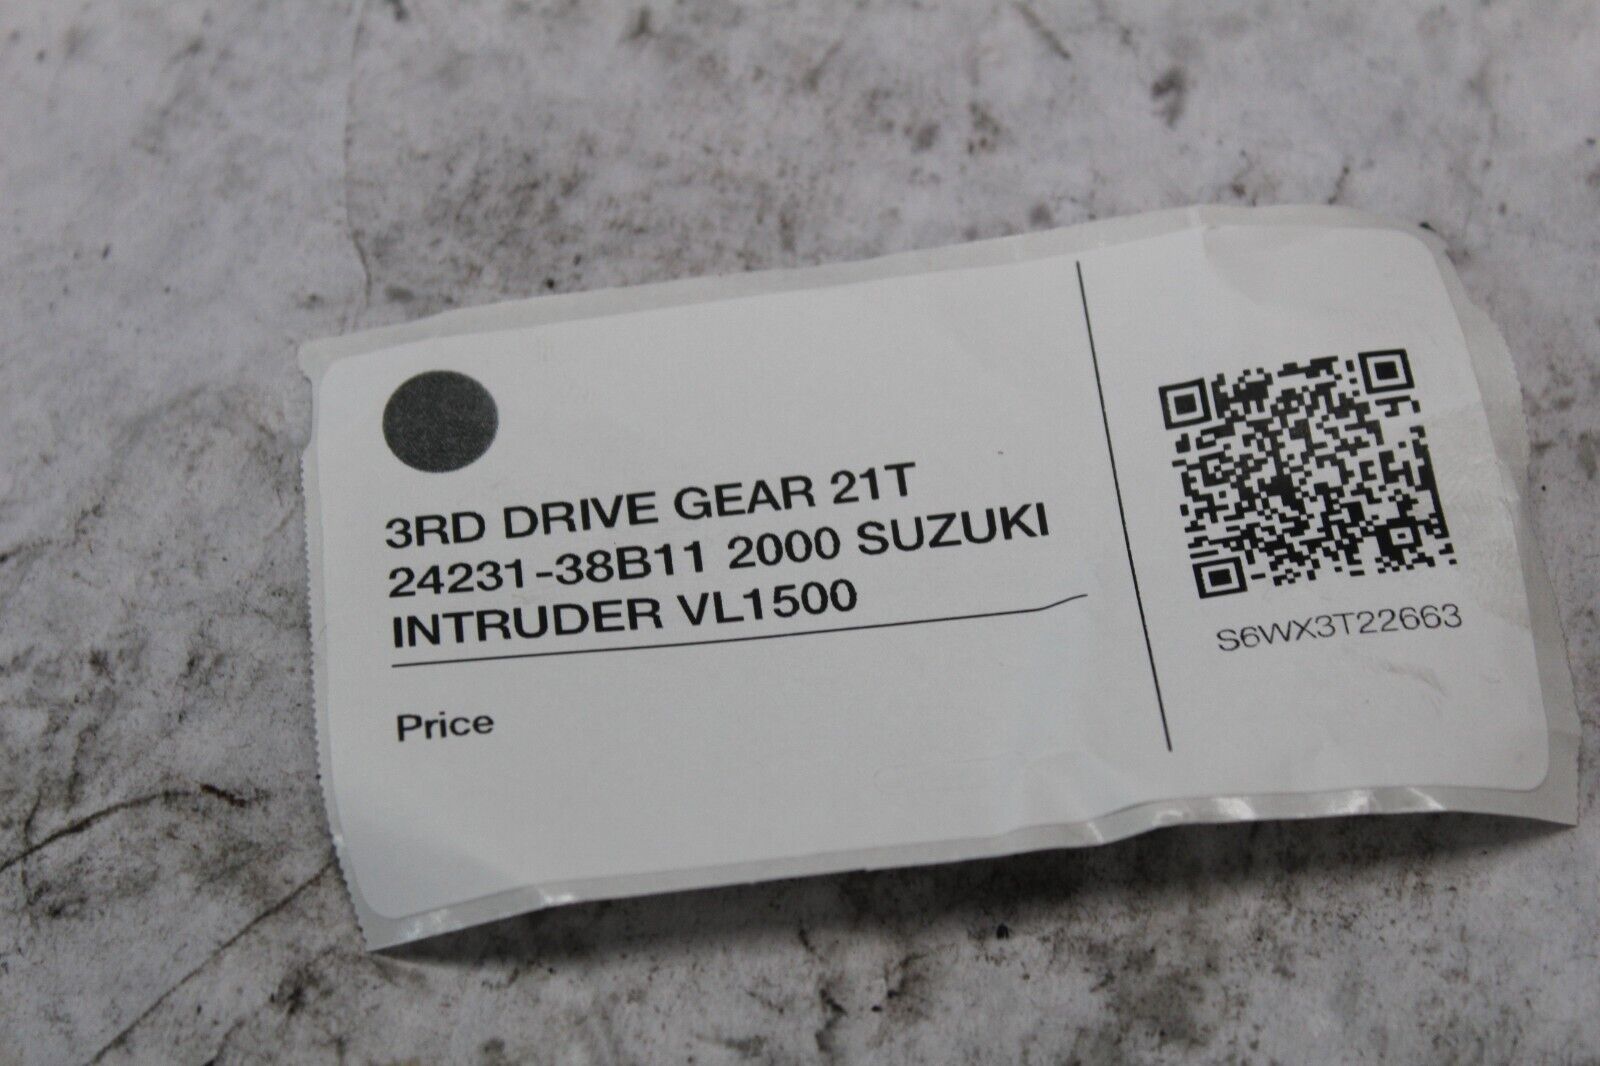 3RD DRIVE GEAR 21T
24231-38B11 2000 SUZUKI
INTRUDER VL1500
Price
S6WX3T22663